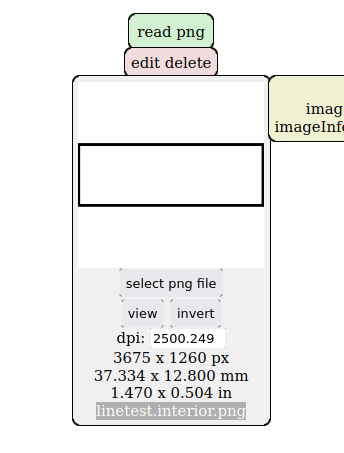 read png
edit delete
imag
imageInfo
select png file
view invert
dpi: 2500.249
3675 x 1260 px
37.334 x 12.800 mm
1.470 x 0.504 in
linetest.interior.png